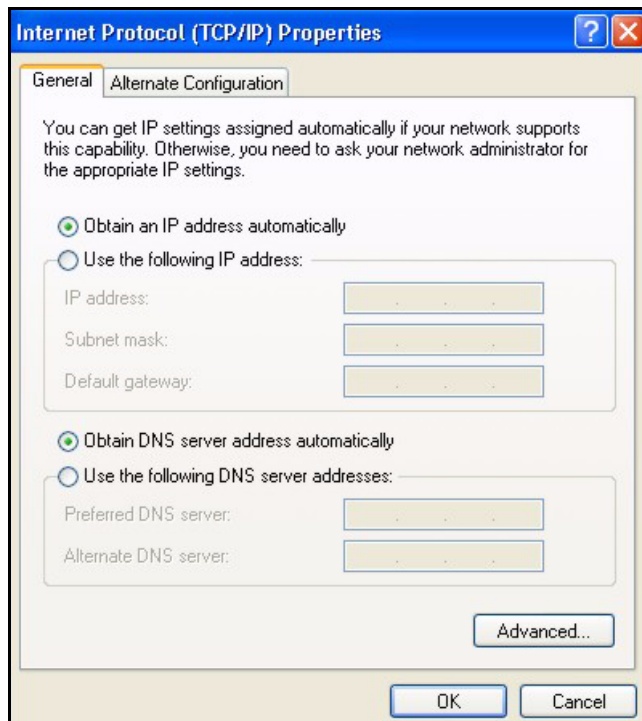 Internet Protocol (TCP/IP) Properties
General
Alternate Configuration
You can get IP settings assigned automatically if your network supports
this capability. Otherwise, you need to ask your network administrator for
the appropriate IP settings.
Obtain an IP address automatically
Use the following IP address:
IP address:
Subnet mask:
Default gateway:
Obtain DNS server address automatically
Use the following DNS server addresses:
Preferred DNS server:
Alternate DNS server:
Advanced...
OK
Cancel